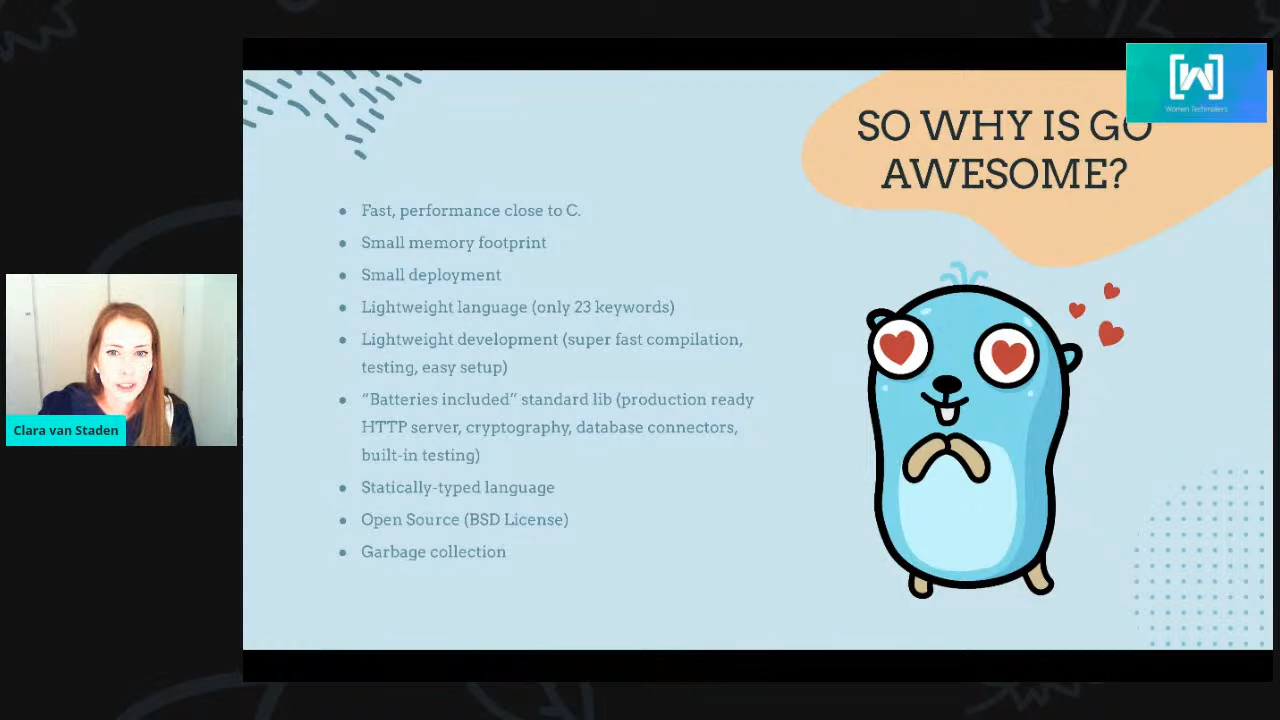 SO WHY IS GO
AWESOME?
[W]
Women Techmakers
● Fast, performance close to C.
● Small memory footprint
● Small deployment
● Lightweight language (only 23 keywords)
● Lightweight development (super fast compilation,
testing, easy setup)
● “Batteries included” standard lib (production ready
HTTP server, cryptography, database connectors,
built-in testing)
● Statically-typed language
● Open Source (BSD License)
● Garbage collection
Clara van Staden